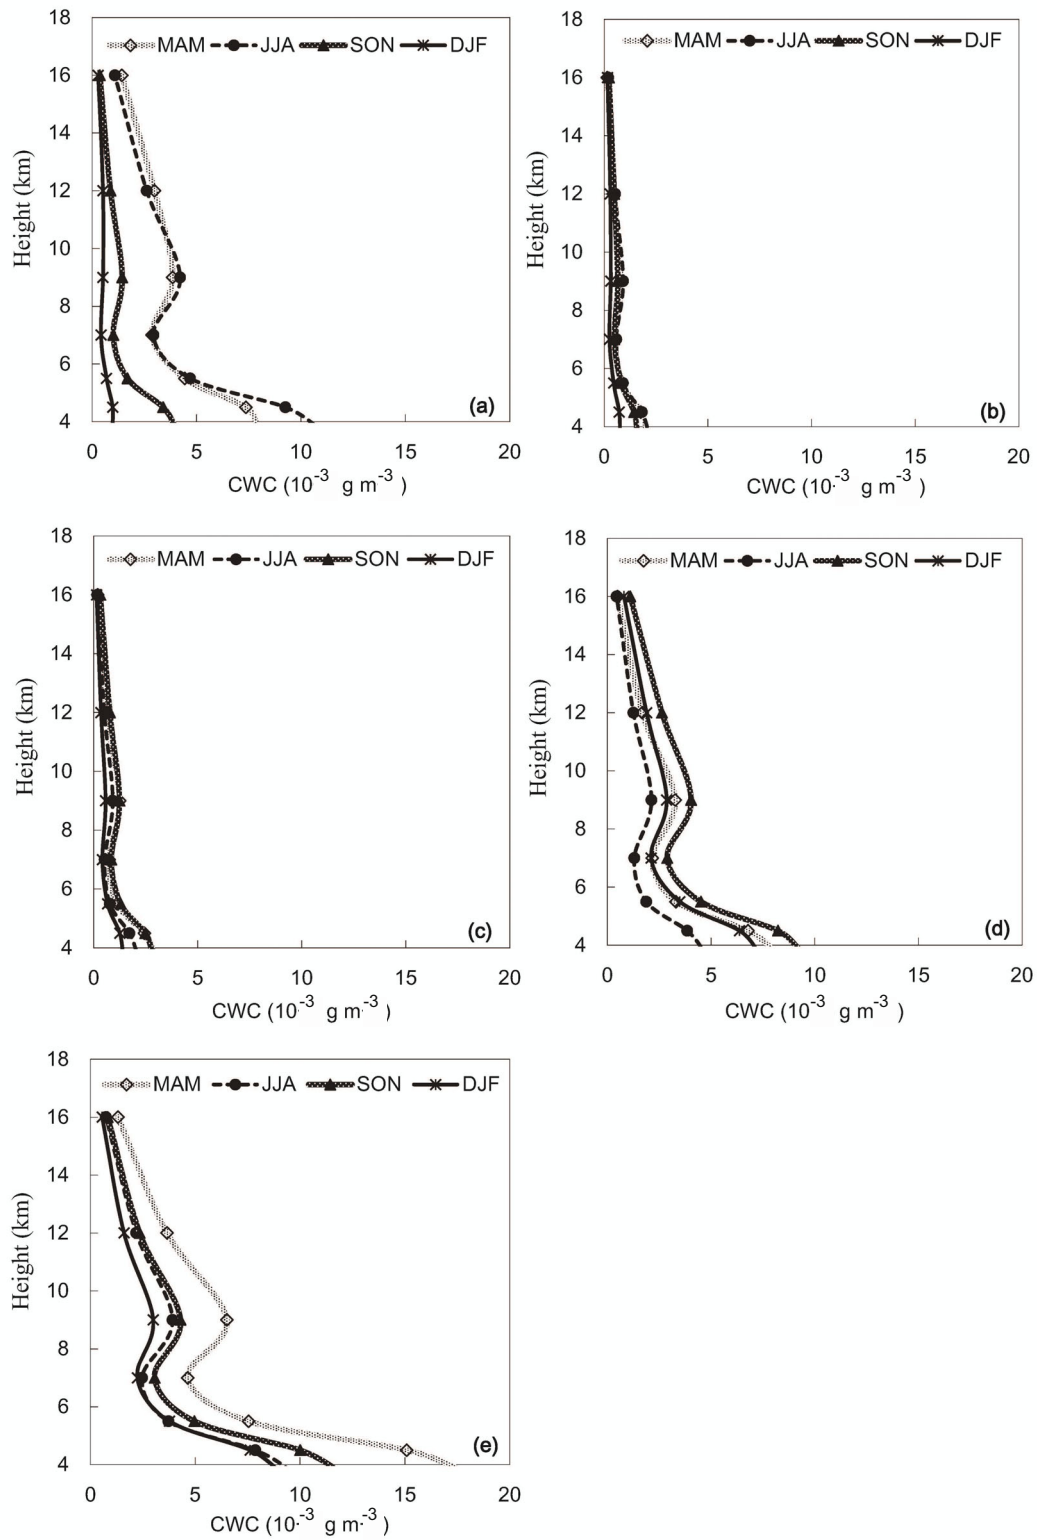 18
MAM JJA SON DJF
16
14
12
10
8
6
4
Height (km)
(a)
0 5 10 15 20
CWC (10⁻³ g m⁻³ )
18
MAM JJA SON DJF
16
14
12
10
8
6
4
Height (km)
(b)
0 5 10 15 20
CWC (10⁻³ g m⁻³ )
18
MAM JJA SON DJF
16
14
12
10
8
6
4
Height (km)
(c)
0 5 10 15 20
CWC (10⁻³ g m⁻³ )
18
MAM JJA SON DJF
16
14
12
10
8
6
4
Height (km)
(d)
0 5 10 15 20
CWC (10⁻³ g m⁻³ )
18
MAM JJA SON DJF
16
14
12
10
8
6
4
Height (km)
(e)
0 5 10 15 20
CWC (10⁻³ g m⁻³ )